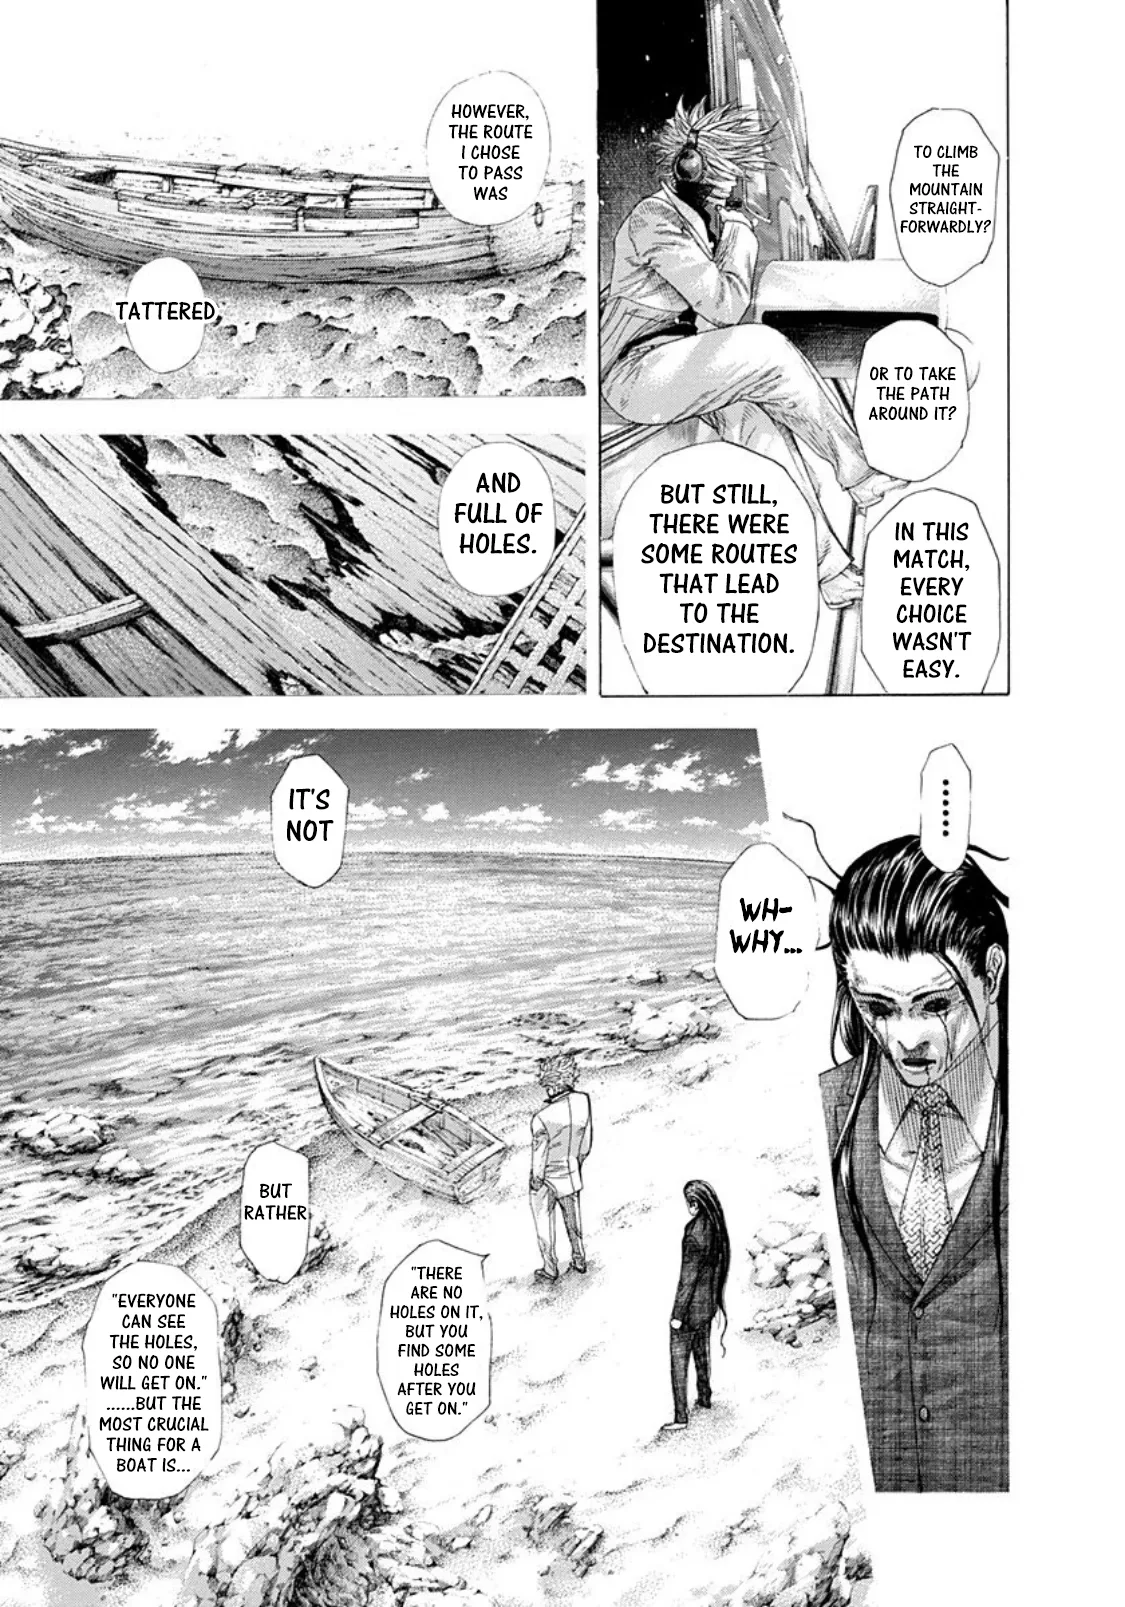 TO CLIMB
THE
MOUNTAIN
STRAIGHT-
FORWARDLY?
OR TO TAKE
THE PATH
AROUND IT?
IN THIS
MATCH,
EVERY
CHOICE
WASN'T
EASY.
BUT STILL,
THERE WERE
SOME ROUTES
THAT LEAD
TO THE
DESTINATION.
HOWEVER,
THE ROUTE
I CHOSE
TO PASS
WAS
TATTERED,
AND
FULL OF
HOLES.
.......
WH-
WHY...
IT'S
NOT
"THERE
ARE NO
HOLES ON IT,
BUT YOU
FIND SOME
HOLES
AFTER YOU
GET ON."
BUT
RATHER
"EVERYONE
CAN SEE
THE HOLES,
SO NO ONE
WILL GET ON."
......BUT THE
MOST CRUCIAL
THING FOR A
BOAT IS...